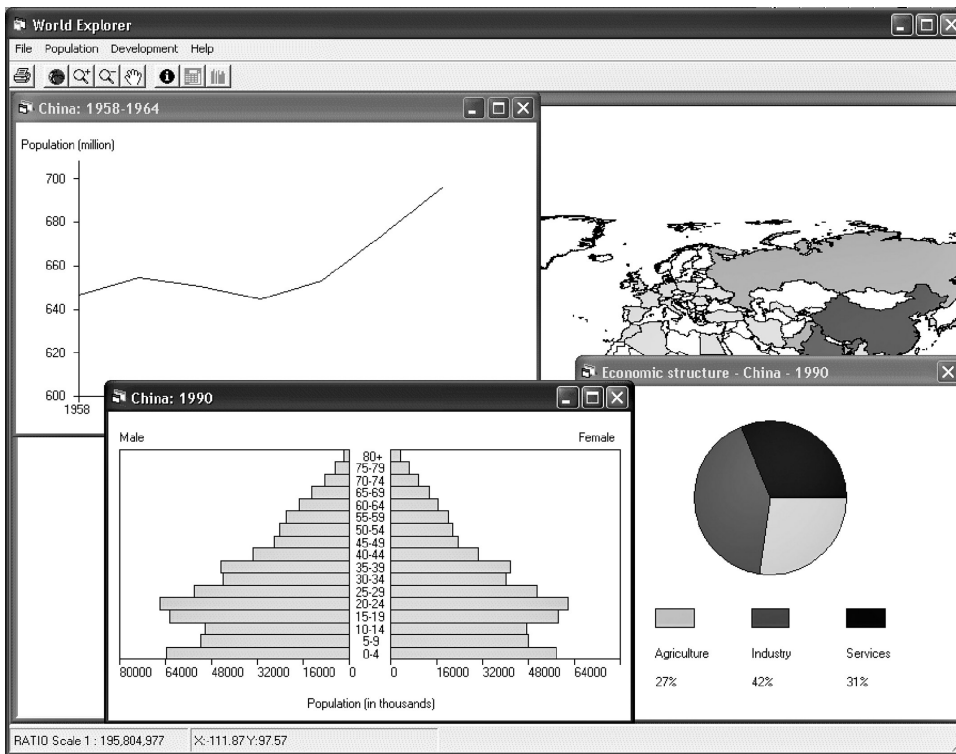 World Explorer
File Population Development Help
China: 1958-1964
Population (million)
700
680
660
640
620
600
1958
Economic structure - China - 1990
China: 1990
Male Female
80+
75-79
70-74
65-69
60-64
55-59
50-54
45-49
40-44
35-39
30-34
25-29
20-24
15-19
10-14
5-9
0-4
80000 64000 48000 32000 16000 0 0 16000 32000 48000 64000
Population (in thousands)
Agriculture Industry Services
27% 42% 31%
RATIO Scale 1 : 195,804,977 X:-111.87 Y:97.57